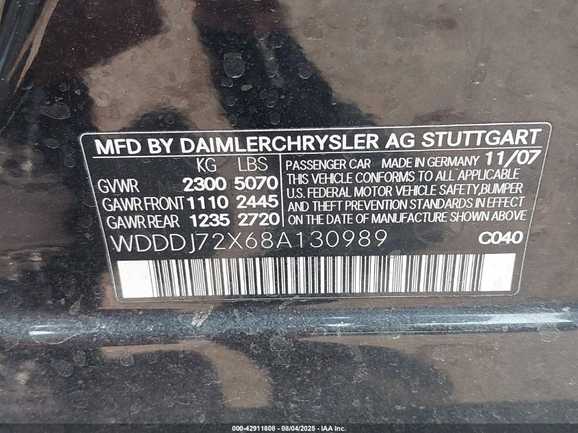 MFD BY DAIMLERCHRYSLER AG STUTTGART
KG LBS
GVWR 2300 5070
GAWR FRONT 1110 2445
GAWR REAR 1235 2720
PASSENGER CAR MADE IN GERMANY 11/07
THIS VEHICLE CONFORMS TO ALL APPLICABLE
U.S. FEDERAL MOTOR VEHICLE SAFETY, BUMPER
AND THEFT PREVENTION STANDARDS IN EFFECT
ON THE DATE OF MANUFACTURE SHOWN ABOVE
WDDDJ72X68A130989 C040
000-42911808 - 08/04/2025 - IAA Inc.